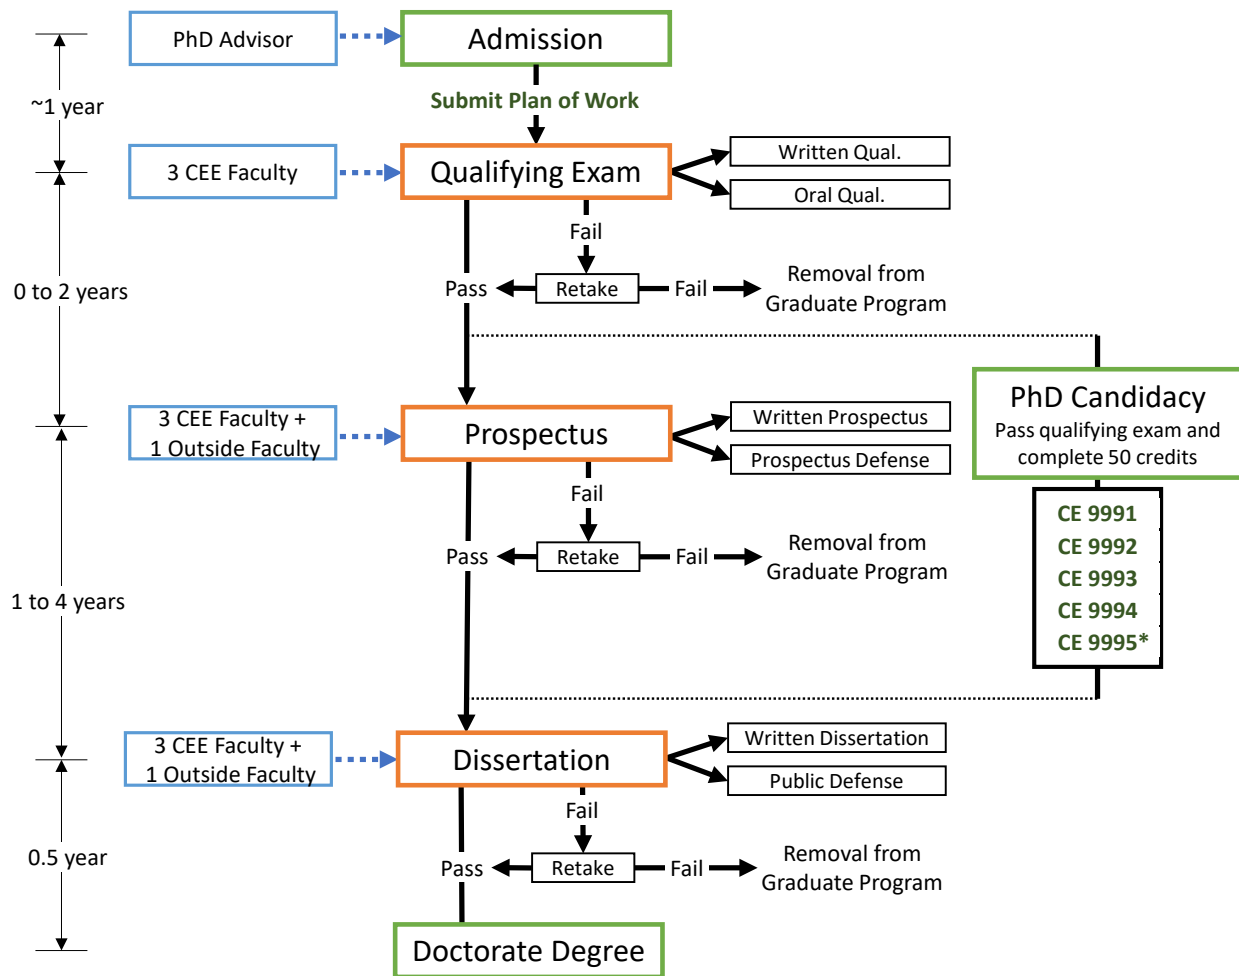 PhD Advisor
Admission
~1 year
Submit Plan of Work
3 CEE Faculty
Qualifying Exam
Written Qual.
Oral Qual.
Fail
0 to 2 years
Pass
Retake
Fail
Removal from
Graduate Program
PhD Candidacy
Pass qualifying exam and
complete 50 credits
3 CEE Faculty +
1 Outside Faculty
Prospectus
Written Prospectus
Prospectus Defense
Fail
CE 9991
CE 9992
CE 9993
CE 9994
CE 9995*
Pass
Retake
Fail
Removal from
Graduate Program
1 to 4 years
3 CEE Faculty +
1 Outside Faculty
Dissertation
Written Dissertation
Public Defense
Fail
0.5 year
Pass
Retake
Fail
Removal from
Graduate Program
Doctorate Degree